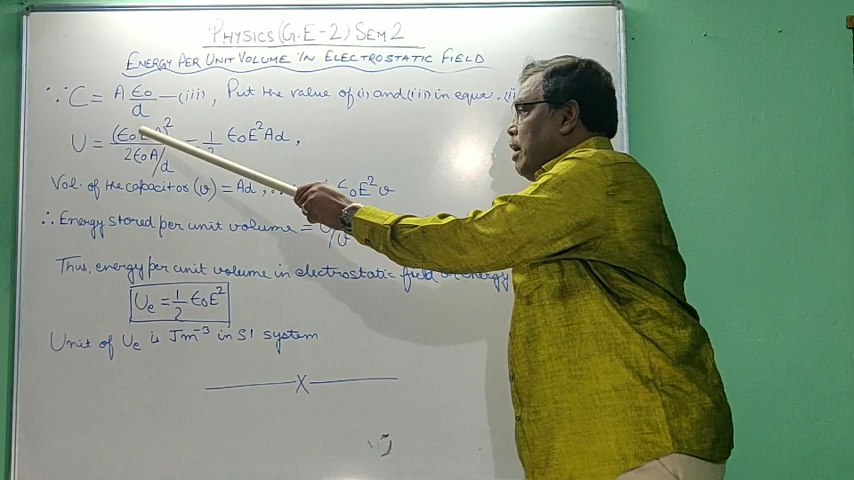 PHYSICS (G.E-2) SEM 2
ENERGY PER UNIT VOLUME IN ELECTROSTATIC FIELD
∵ C = A ϵ0/d —(iii), Put the value of (i) and (iii) in equa. (ii
U = (ϵ0E )²/2ϵ0A/d = 1/2 ϵ0E²Ad,
Vol. of the capacitor (v) = Ad, ϵ0E²v
∴ Energy stored per unit volume = U/v
Thus, energy per unit volume in electrostatic field or energy
Ue = 1/2 ϵ0E²
Unit of Ue is Jm⁻³ in SI system
X